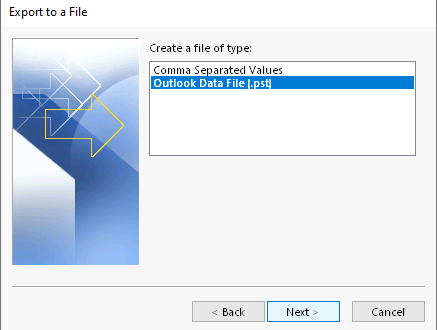 Export to a File
Create a file of type:
Comma Separated Values
Outlook Data File (.pst)
< Back
Next >
Cancel